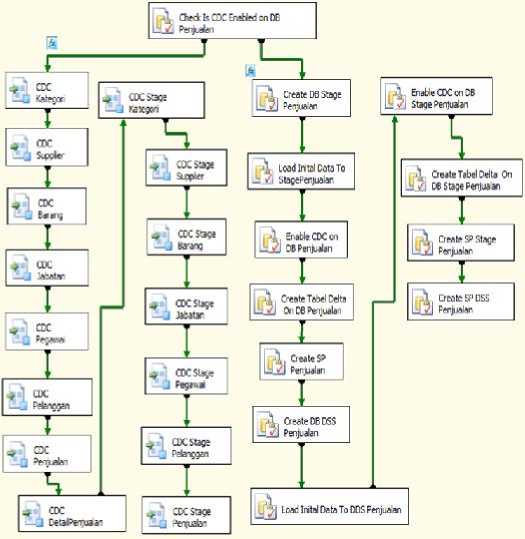 Check Is CDC Enabled on DB
Penjualan
CDC
Kategori
CDC
Supplier
CDC
Barang
CDC
Jabatan
CDC
Pegawai
CDC
Pelanggan
CDC
Penjualan
CDC
DetailPenjualan
CDC Stage
Kategori
CDC Stage
Supplier
CDC Stage
Barang
CDC Stage
Jabatan
CDC Stage
Pegawai
CDC Stage
Pelanggan
CDC Stage
Penjualan
Create DB Stage
Penjualan
Load Inital Data To
StagePenjualan
Enable CDC on
DB Penjualan
Create Tabel Delta
On DB Penjualan
Create SP
Penjualan
Create DB DSS
Penjualan
Load Inital Data To DDS Penjualan
Enable CDC on DB
Stage Penjualan
Create Tabel Delta On
DB Stage Penjualan
Create SP Stage
Penjualan
Create SP DSS
Penjualan